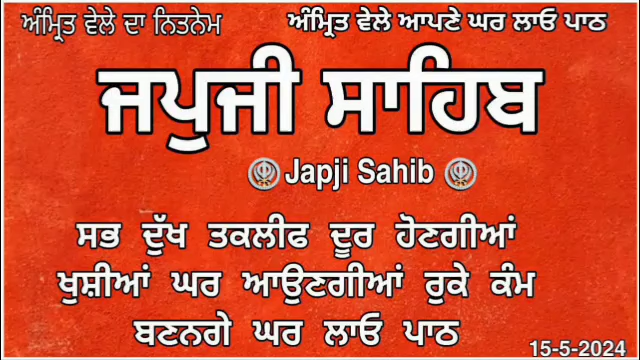 ਅੰਮ੍ਰਿਤ ਵੇਲੇ ਦਾ ਨਿਤਨੇਮ
ਅੰਮ੍ਰਿਤ ਵੇਲੇ ਆਪਣੇ ਘਰ ਲਾਓ ਪਾਠ
ਜਪੁਜੀ ਸਾਹਿਬ
Japji Sahib
ਸਭ ਦੁੱਖ ਤਕਲੀਫ ਦੂਰ ਹੋਣਗੀਆਂ
ਖੁਸ਼ੀਆਂ ਘਰ ਆਉਣਗੀਆਂ ਰੁਕੇ ਕੰਮ
ਬਣਨਗੇ ਘਰ ਲਾਓ ਪਾਠ
15-5-2024